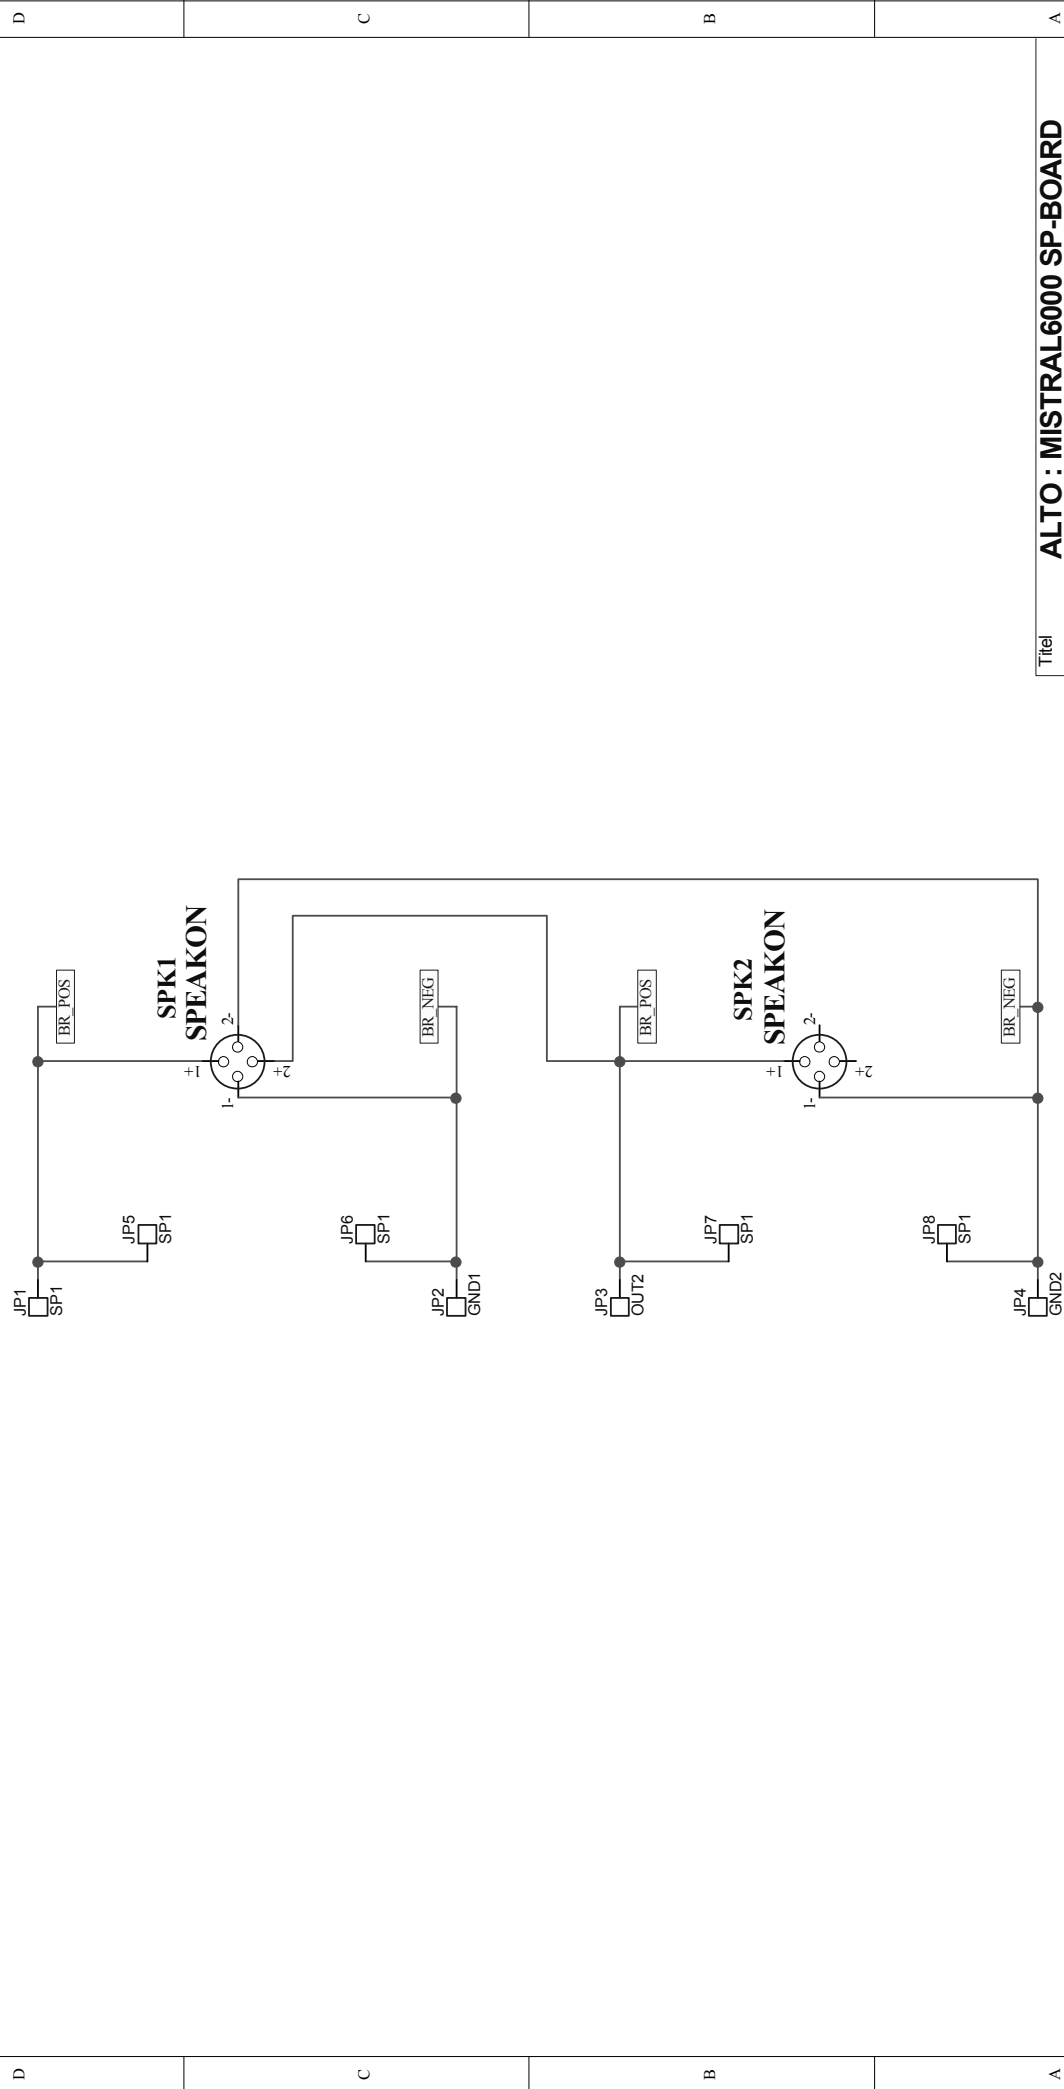 D
C
B
A
JP1
SP1
JP5
SP1
BR_POS
SPK1
SPEAKON
1+
1-
2-
2+
JP6
SP1
JP2
GND1
BR_NEG
JP3
OUT2
JP7
SP1
BR_POS
SPK2
SPEAKON
1+
1-
2-
2+
JP8
SP1
JP4
GND2
BR_NEG
Titel
ALTO : MISTRAL6000 SP-BOARD
D
C
B
A